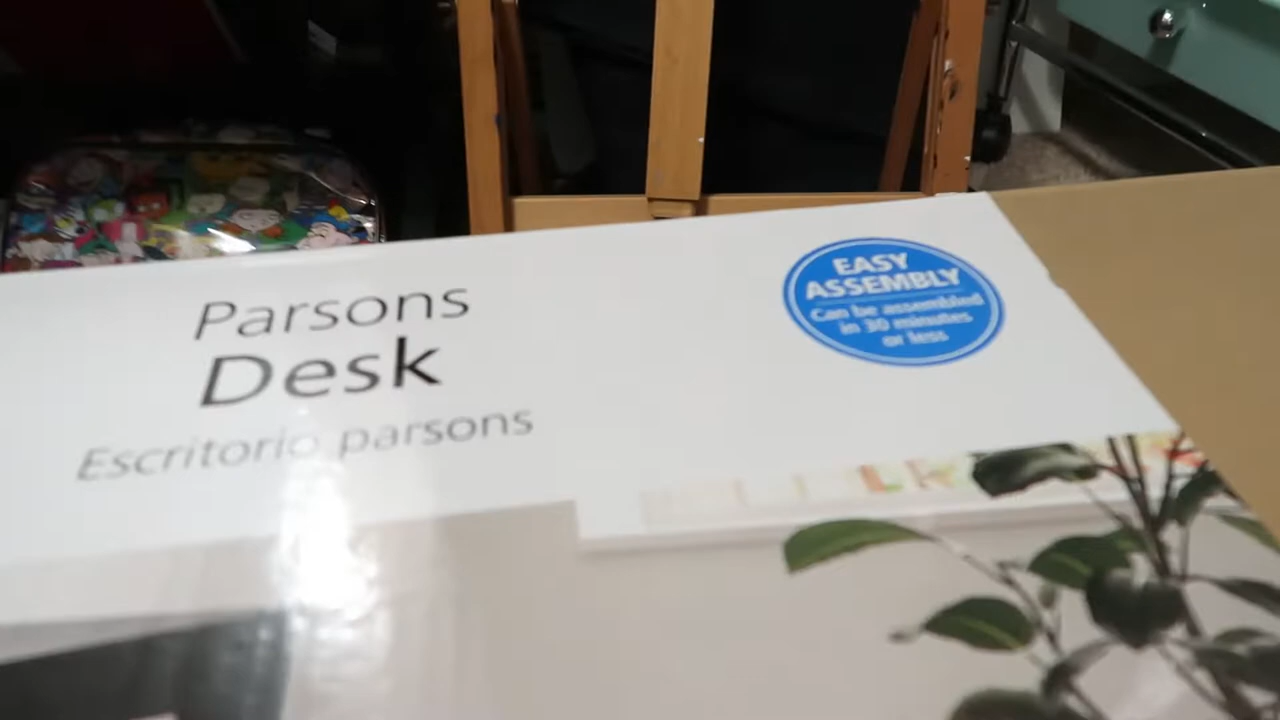 Parsons
Desk
Escritorio parsons
EASY
ASSEMBLY
Can be assembled
in 30 minutes
or less